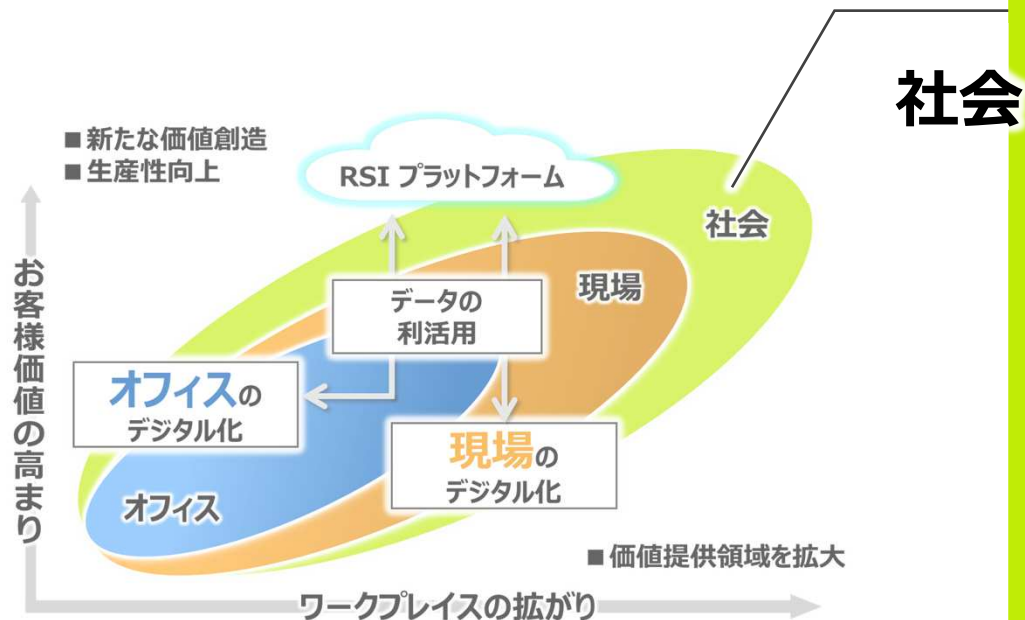 社会
■新たな価値創造
■生産性向上
RSI プラットフォーム
社会
現場
データの
利活用
オフィスの
デジタル化
現場の
デジタル化
オフィス
お客様価値の高まり
■価値提供領域を拡大
ワークプレイスの拡がり